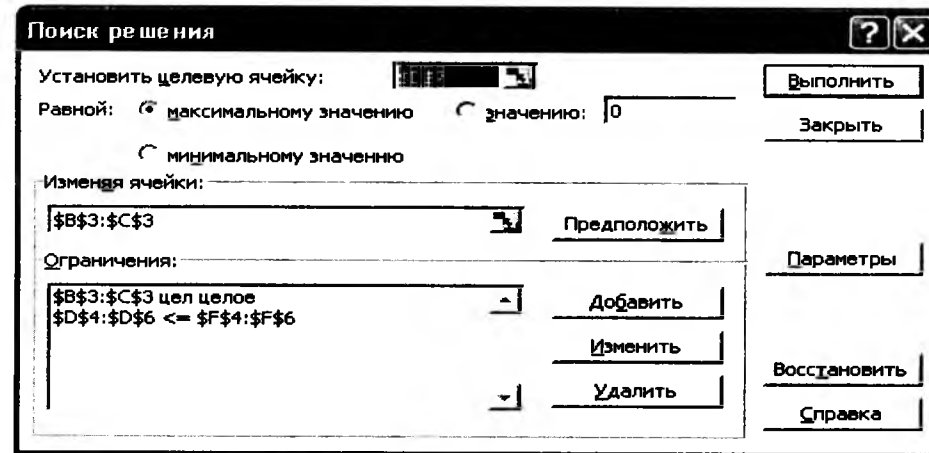 Поиск решения
Установить целевую ячейку:
Выполнить
Равной: максимальному значению значению: 0
Закрыть
минимальному значению
Изменяя ячейки:
$B$3:$C$3
Предположить
Ограничения:
Параметры
$B$3:$C$3 цел целое
Добавить
$D$4:$D$6 <= $F$4:$F$6
Изменить
Восстановить
Удалить
Справка